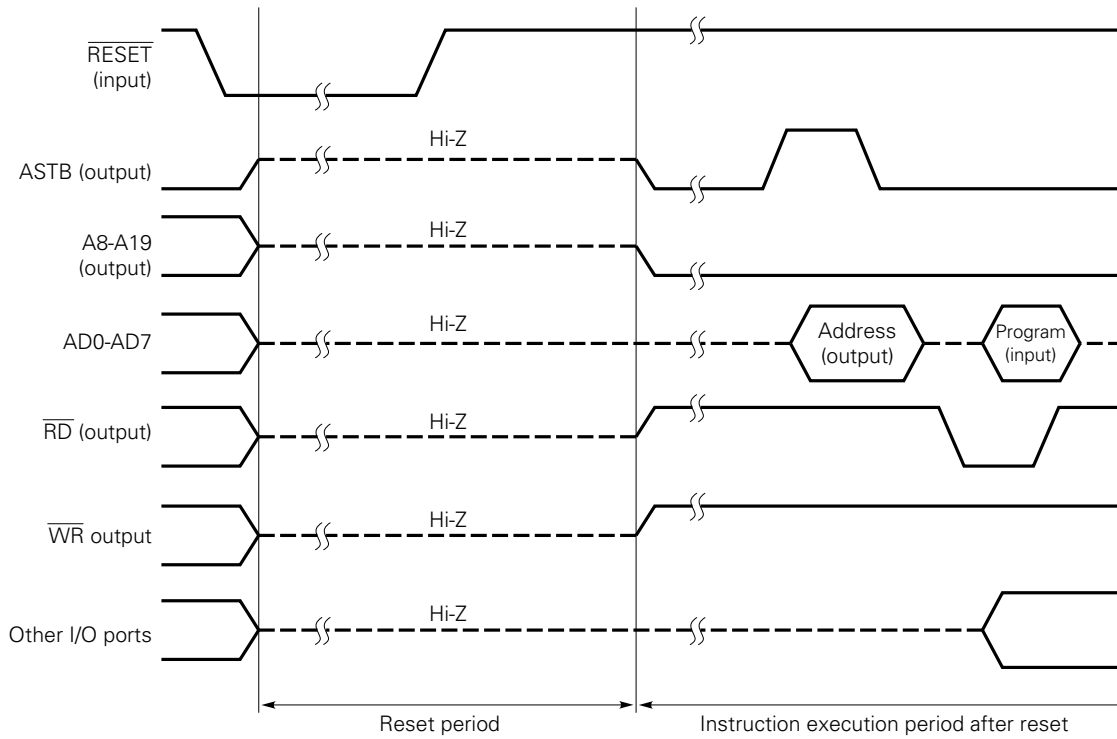 RESET
(input)
Hi-Z
ASTB (output)
Hi-Z
A8-A19
(output)
Hi-Z
AD0-AD7
Address
(output)
Program
(input)
Hi-Z
RD (output)
Hi-Z
WR output
Hi-Z
Other I/O ports
Reset period
Instruction execution period after reset